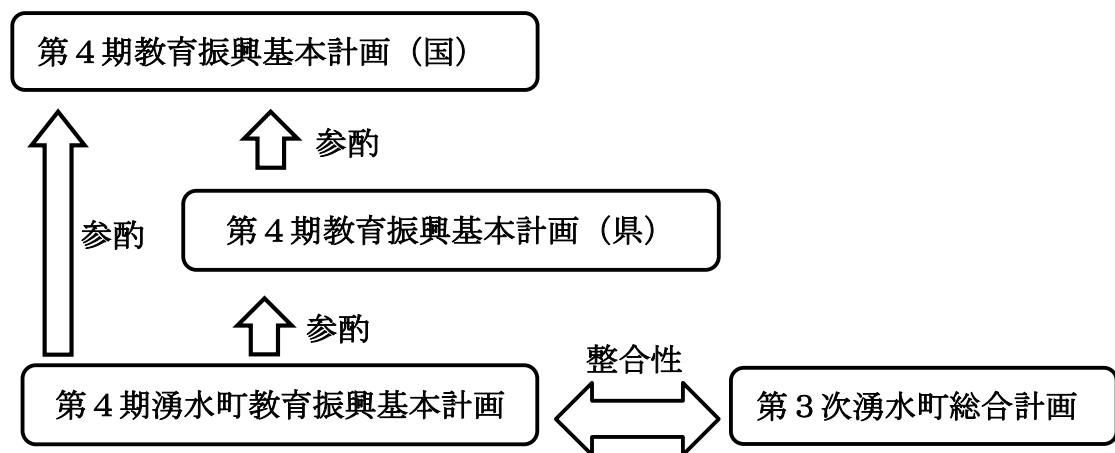 第４期教育振興基本計画（国）
参酌
第４期教育振興基本計画（県）
参酌
参酌
整合性
第４期湧水町教育振興基本計画
第３次湧水町総合計画